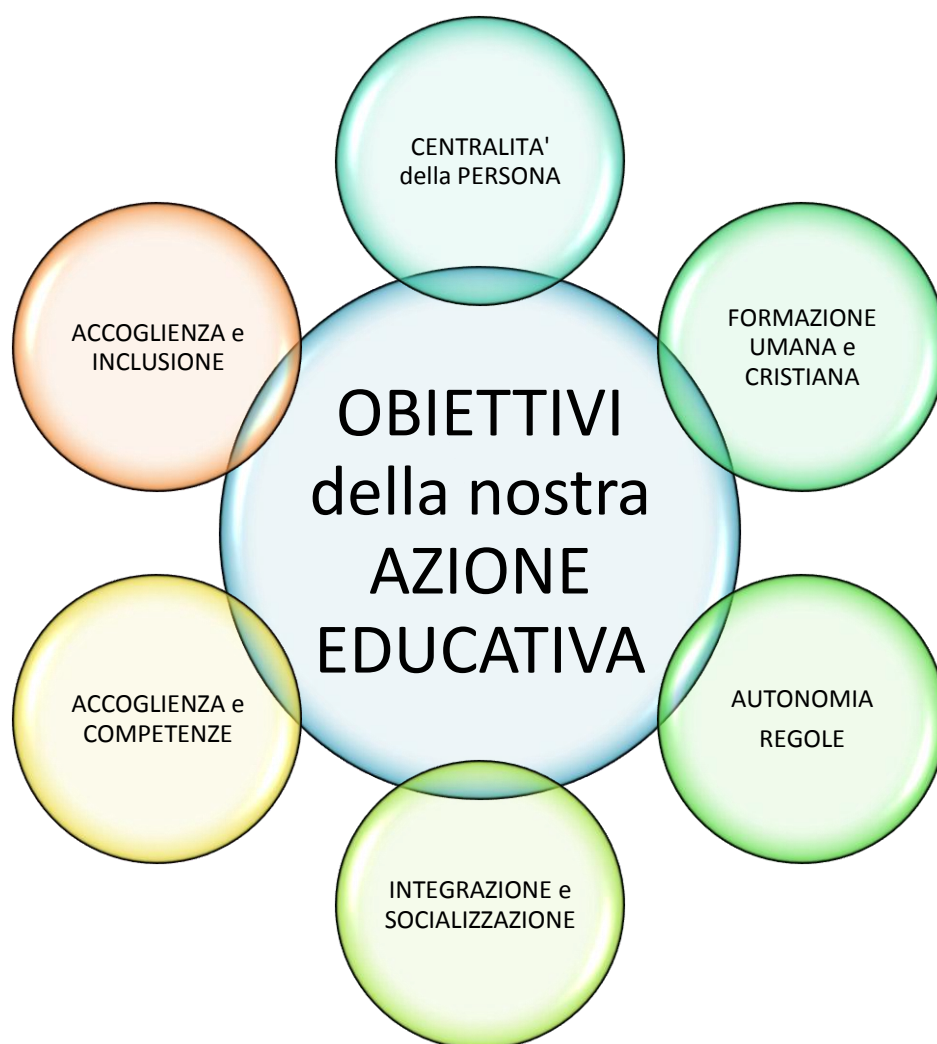 CENTRALITA'
della PERSONA
FORMAZIONE
UMANA e
CRISTIANA
AUTONOMIA
REGOLE
INTEGRAZIONE e
SOCIALIZZAZIONE
ACCOGLIENZA e
COMPETENZE
ACCOGLIENZA e
INCLUSIONE
OBIETTIVI
della nostra
AZIONE
EDUCATIVA